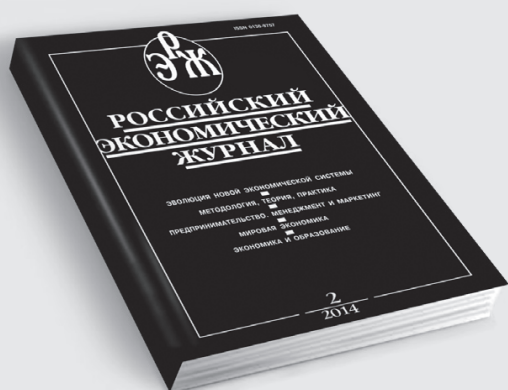 ISSN 0130-9757
ЭРЖ
РОССИЙСКИЙ
ЭКОНОМИЧЕСКИЙ
ЖУРНАЛ
ЭВОЛЮЦИЯ НОВОЙ ЭКОНОМИЧЕСКОЙ СИСТЕМЫ
МЕТОДОЛОГИЯ, ТЕОРИЯ, ПРАКТИКА
ПРЕДПРИНИМАТЕЛЬСТВО. МЕНЕДЖМЕНТ И МАРКЕТИНГ
МИРОВАЯ ЭКОНОМИКА
ЭКОНОМИКА И ОБРАЗОВАНИЕ
2
2014